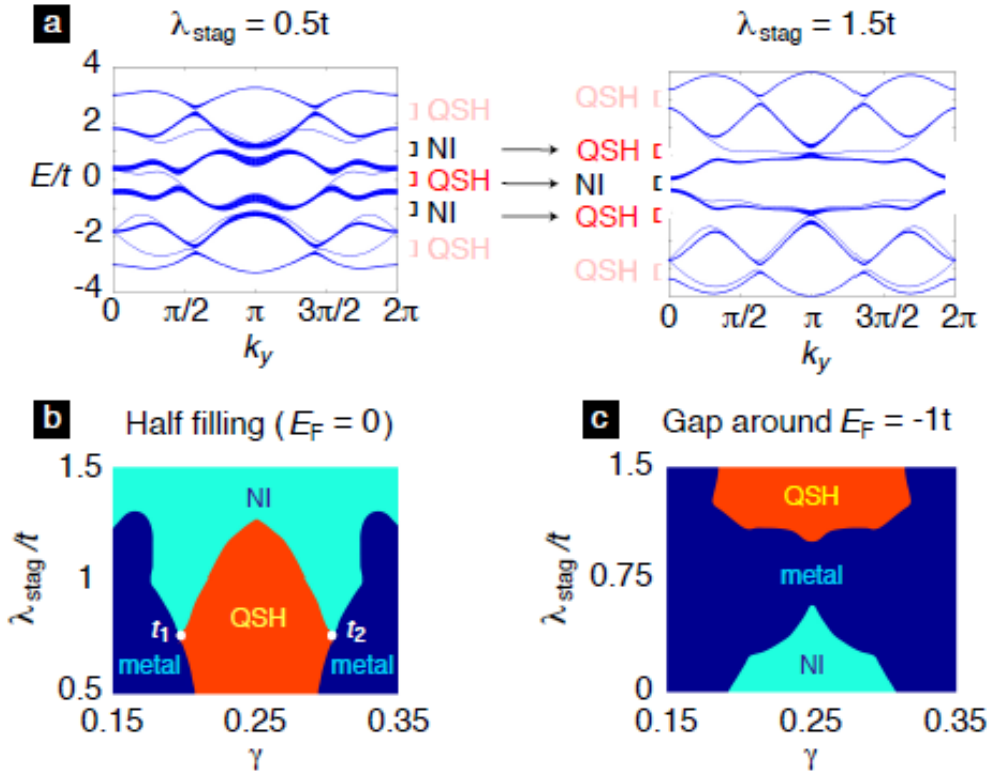 a
λstag = 0.5t
λstag = 1.5t
4
2
E/t 0
-2
-4
0 π/2 π 3π/2 2π
ky
QSH
NI
QSH
NI
QSH
QSH
QSH
NI
QSH
QSH
0 π/2 π 3π/2 2π
ky
b Half filling (EF = 0)
1.5
λstag/t
1
0.5
NI
QSH
t1
t2
metal
metal
0.15 0.25 0.35
γ
c Gap around EF = -1t
1.5
λstag/t
0.75
0
QSH
metal
NI
0.15 0.25 0.35
γ